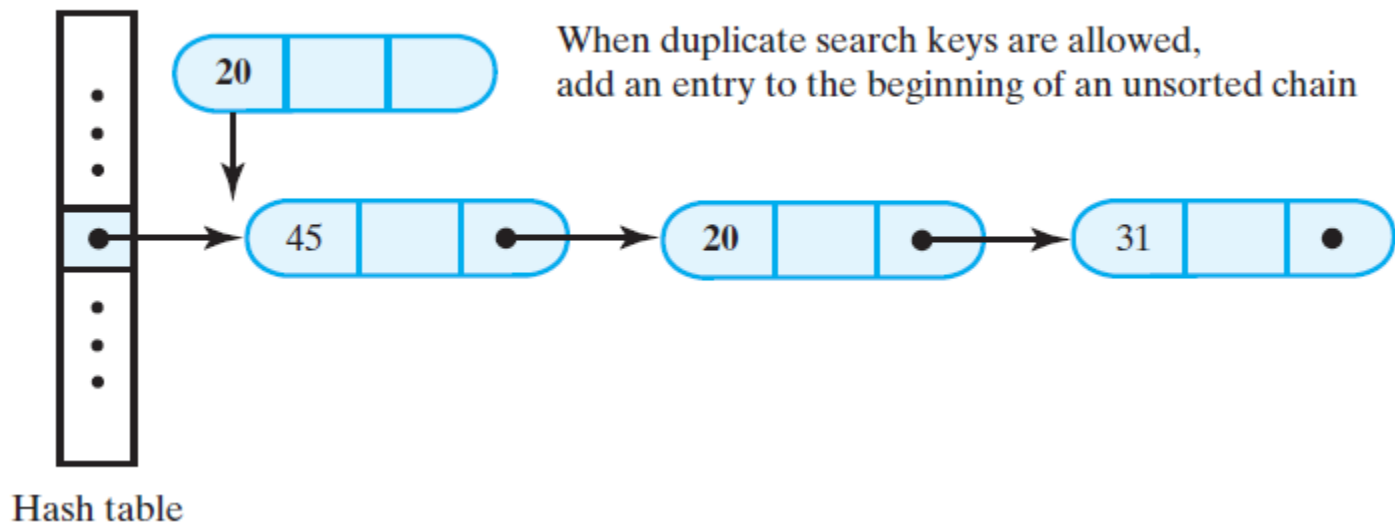 20
When duplicate search keys are allowed,
add an entry to the beginning of an unsorted chain
45
20
31
Hash table